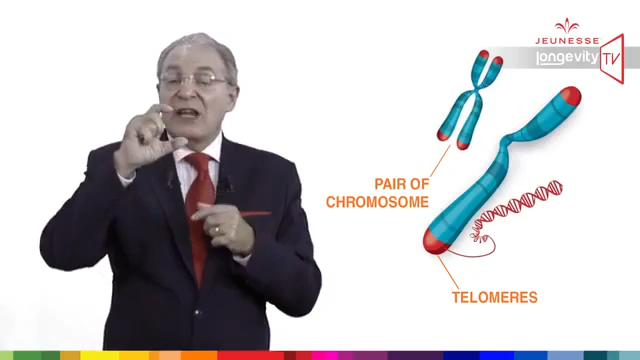 JEUNESSE
longevity TV
PAIR OF
CHROMOSOME
TELOMERES